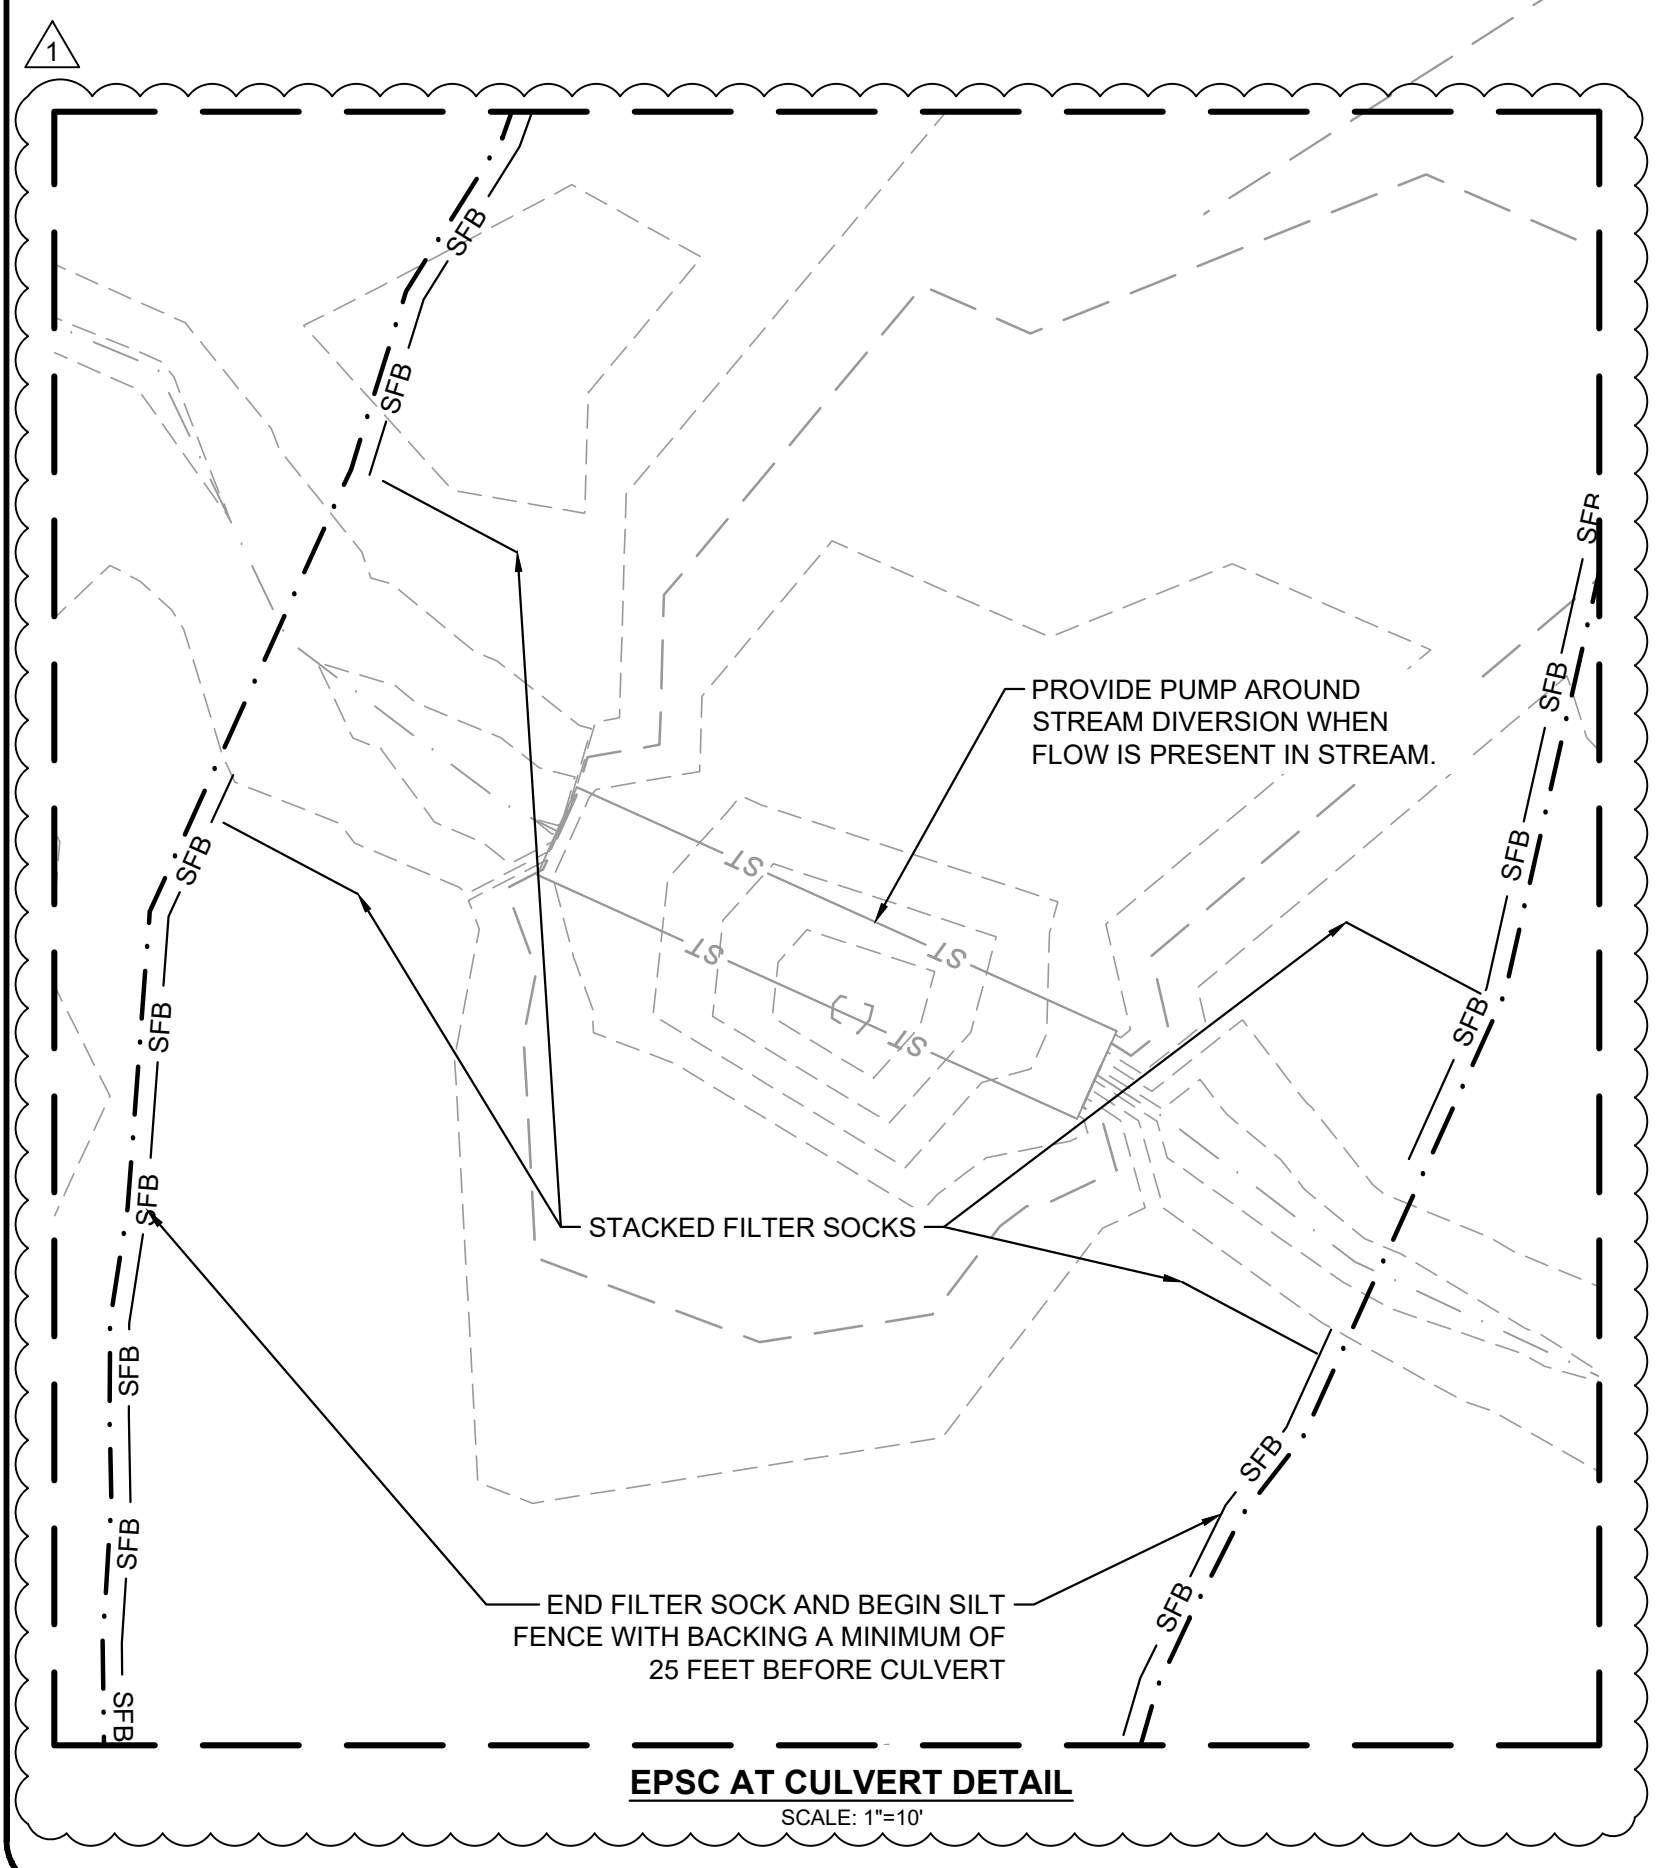 1
SFB
SFB
SFB
SFB
PROVIDE PUMP AROUND
STREAM DIVERSION WHEN
FLOW IS PRESENT IN STREAM.
SFB
SFB
ST
ST
ST
ST
SFB
SFB
SFB
STACKED FILTER SOCKS
SFB
SFB
SFB
END FILTER SOCK AND BEGIN SILT
FENCE WITH BACKING A MINIMUM OF
25 FEET BEFORE CULVERT
SFB
SFB
EPSC AT CULVERT DETAIL
SCALE: 1"=10'